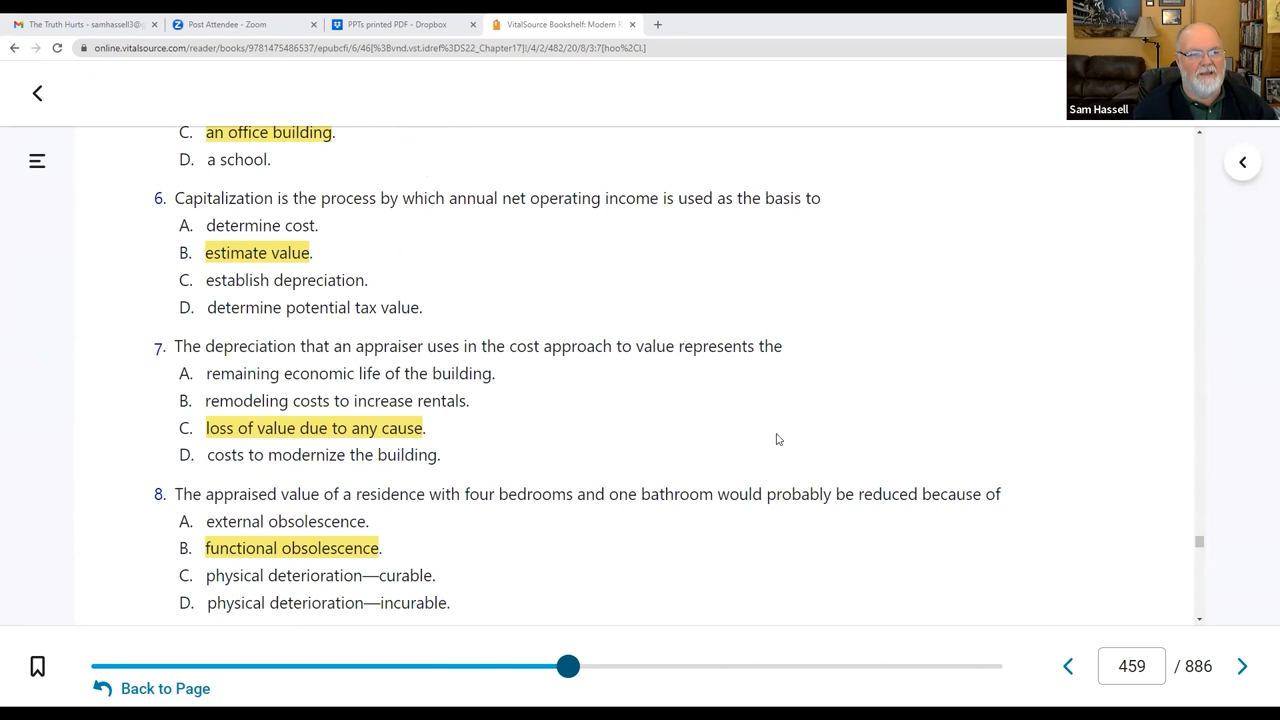 The Truth Hurts - samhassell3@g
Post Attendee - Zoom
PPTs printed PDF - Dropbox
VitalSource Bookshelf: Modern R
online.vitalsource.com/reader/books/9781475486537/epubcfi/6/46[%3Bvnd.vst.idref%3DS22_Chapter17]!/4/2/482/20/8/3:7[hoo%2Cl.]
Sam Hassell
C. an office building.
D. a school.
6. Capitalization is the process by which annual net operating income is used as the basis to
A. determine cost.
B. estimate value.
C. establish depreciation.
D. determine potential tax value.
7. The depreciation that an appraiser uses in the cost approach to value represents the
A. remaining economic life of the building.
B. remodeling costs to increase rentals.
C. loss of value due to any cause.
D. costs to modernize the building.
8. The appraised value of a residence with four bedrooms and one bathroom would probably be reduced because of
A. external obsolescence.
B. functional obsolescence.
C. physical deterioration—curable.
D. physical deterioration—incurable.
459 / 886
Back to Page